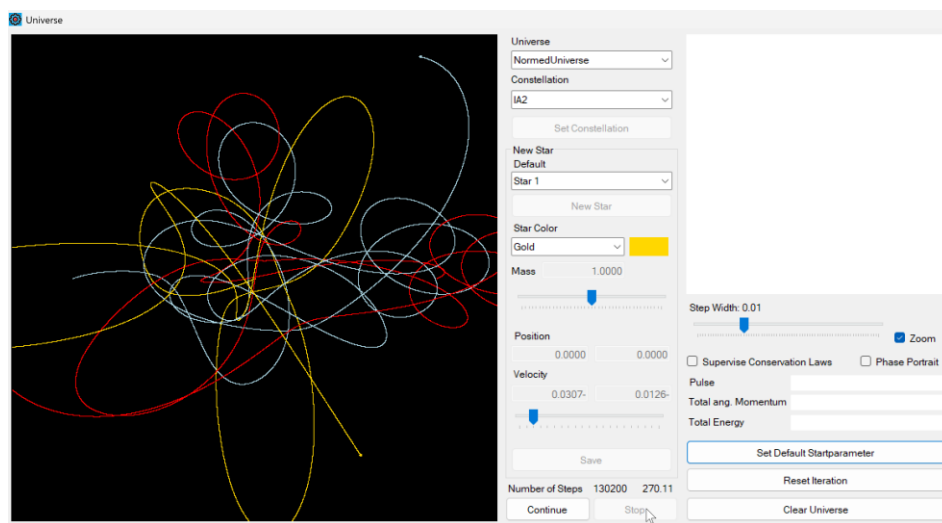 Universe
Universe
NormedUniverse
Constellation
IA2
Set Constellation
New Star
Default
Star 1
New Star
Star Color
Gold
Mass 1.0000
Position
0.0000 0.0000
Velocity
0.0307- 0.0126-
Save
Number of Steps 130200 270.11
Continue Stop
Step Width: 0.01
Zoom
Supervise Conservation Laws Phase Portrait
Pulse
Total ang. Momentum
Total Energy
Set Default Startparameter
Reset Iteration
Clear Universe